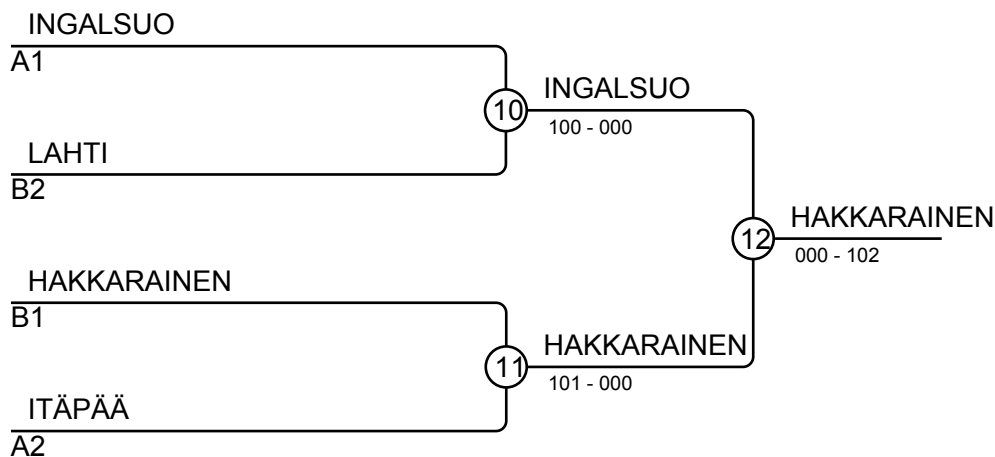 INGALSUO
A1
10
INGALSUO
100 - 000
LAHTI
B2
12
HAKKARAINEN
000 - 102
HAKKARAINEN
B1
11
HAKKARAINEN
101 - 000
ITÄPÄÄ
A2